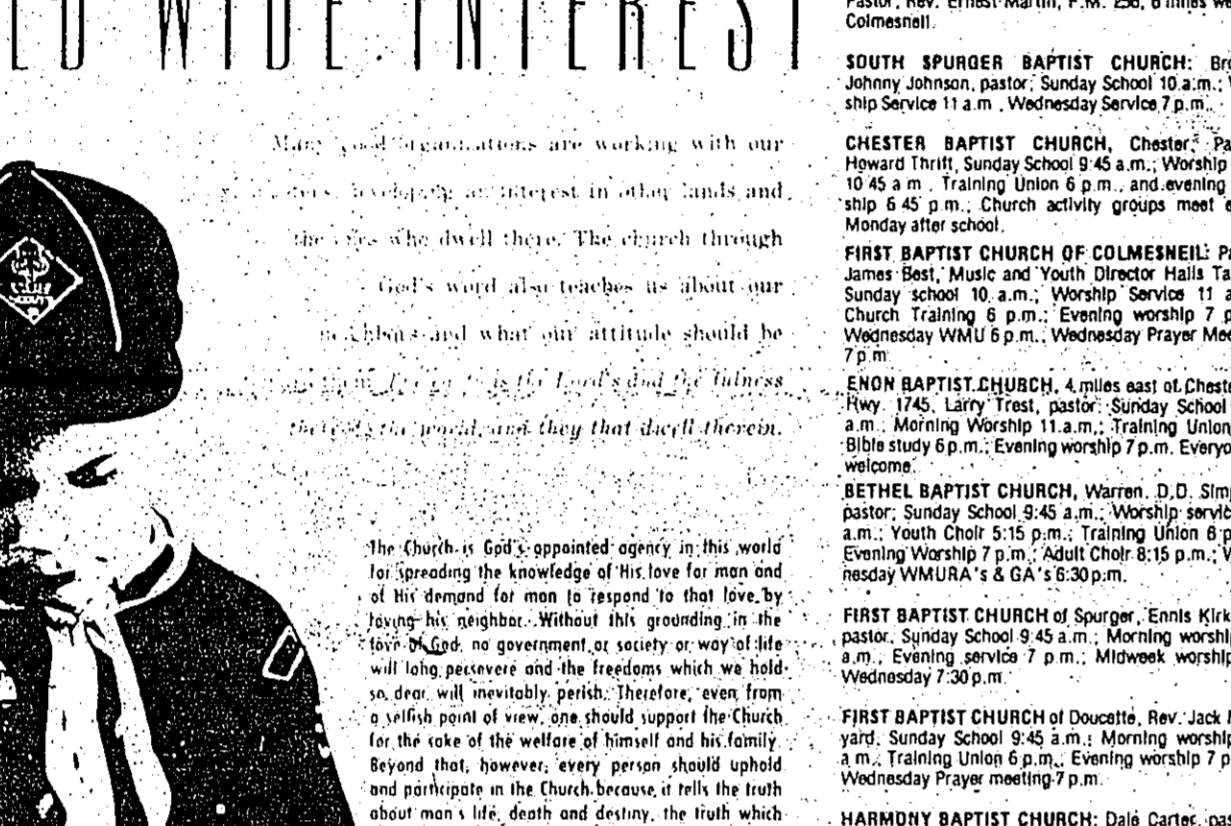 WIDE INTEREST
Many good organizations are working with our
developing an interest in other lands and
the ones who dwell there. The church through
God's word also teaches us about our
neighbors and what our attitude should be
is the Lord's and the fulness
the world, and they that dwell therein.
The Church is God's appointed agency in this world
for spreading the knowledge of His love for man and
of His demand for man to respond to that love by
loving his neighbor. Without this grounding in the
love of God, no government or society or way of life
will long persevere and the freedoms which we hold
so dear will inevitably perish. Therefore, even from
a selfish point of view, one should support the Church
for the sake of the welfare of himself and his family.
Beyond that, however, every person should uphold
and participate in the Church because it tells the truth
about man's life, death and destiny, the truth which
Pastor, Rev. Ernest Martin, F.M. 256, 6 miles
Colmesneil.
SOUTH SPURGER BAPTIST CHURCH: Bro
Johnny Johnson, pastor; Sunday School 10 a.m.;
ship Service 11 a.m., Wednesday Service 7 p.m.
CHESTER BAPTIST CHURCH, Chester, Pa
Howard Thrift, Sunday School 9:45 a.m.; Worship
10:45 a m . Training Union 6 p.m., and evening
ship 6 45 p.m.; Church activity groups meet
Monday after school.
FIRST BAPTIST CHURCH OF COLMESNEIL: Pa
James Best, Music and Youth Director Halls Ta
Sunday school 10 a.m.; Worship Service 11 a
Church Training 6 p.m.; Evening worship 7 p
Wednesday WMU 6 p.m.; Wednesday Prayer Mee
7 p.m.
ENON BAPTIST CHURCH, 4 miles east of Cheste
Hwy. 1745, Larry Trest, pastor; Sunday School
a.m.; Morning Worship 11.a.m.; Training Union,
Bible study 6 p.m.; Evening worship 7 p.m. Everyo
welcome.
BETHEL BAPTIST CHURCH, Warren. D.D. Simp
pastor; Sunday School 9:45 a.m.; Worship servic
a.m.; Youth Choir 5:15 p.m.; Training Union 6 p
Evening Worship 7 p.m.; Adult Choir 8:15 p.m.; W
nesday WMURA's & GA's 6:30 p.m.
FIRST BAPTIST CHURCH of Spurger, Ennis Kirk
pastor, Sunday School 9:45 a.m.; Morning worship
a.m.; Evening service 7 p.m.; Midweek worship
Wednesday 7:30 p.m.
FIRST BAPTIST CHURCH of Doucette, Rev. Jack
yard, Sunday School 9:45 a.m.; Morning worship
a m.; Training Union 6 p.m.; Evening worship 7 p
Wednesday Prayer meeting 7 p.m.
HARMONY BAPTIST CHURCH: Dale Carter, pas